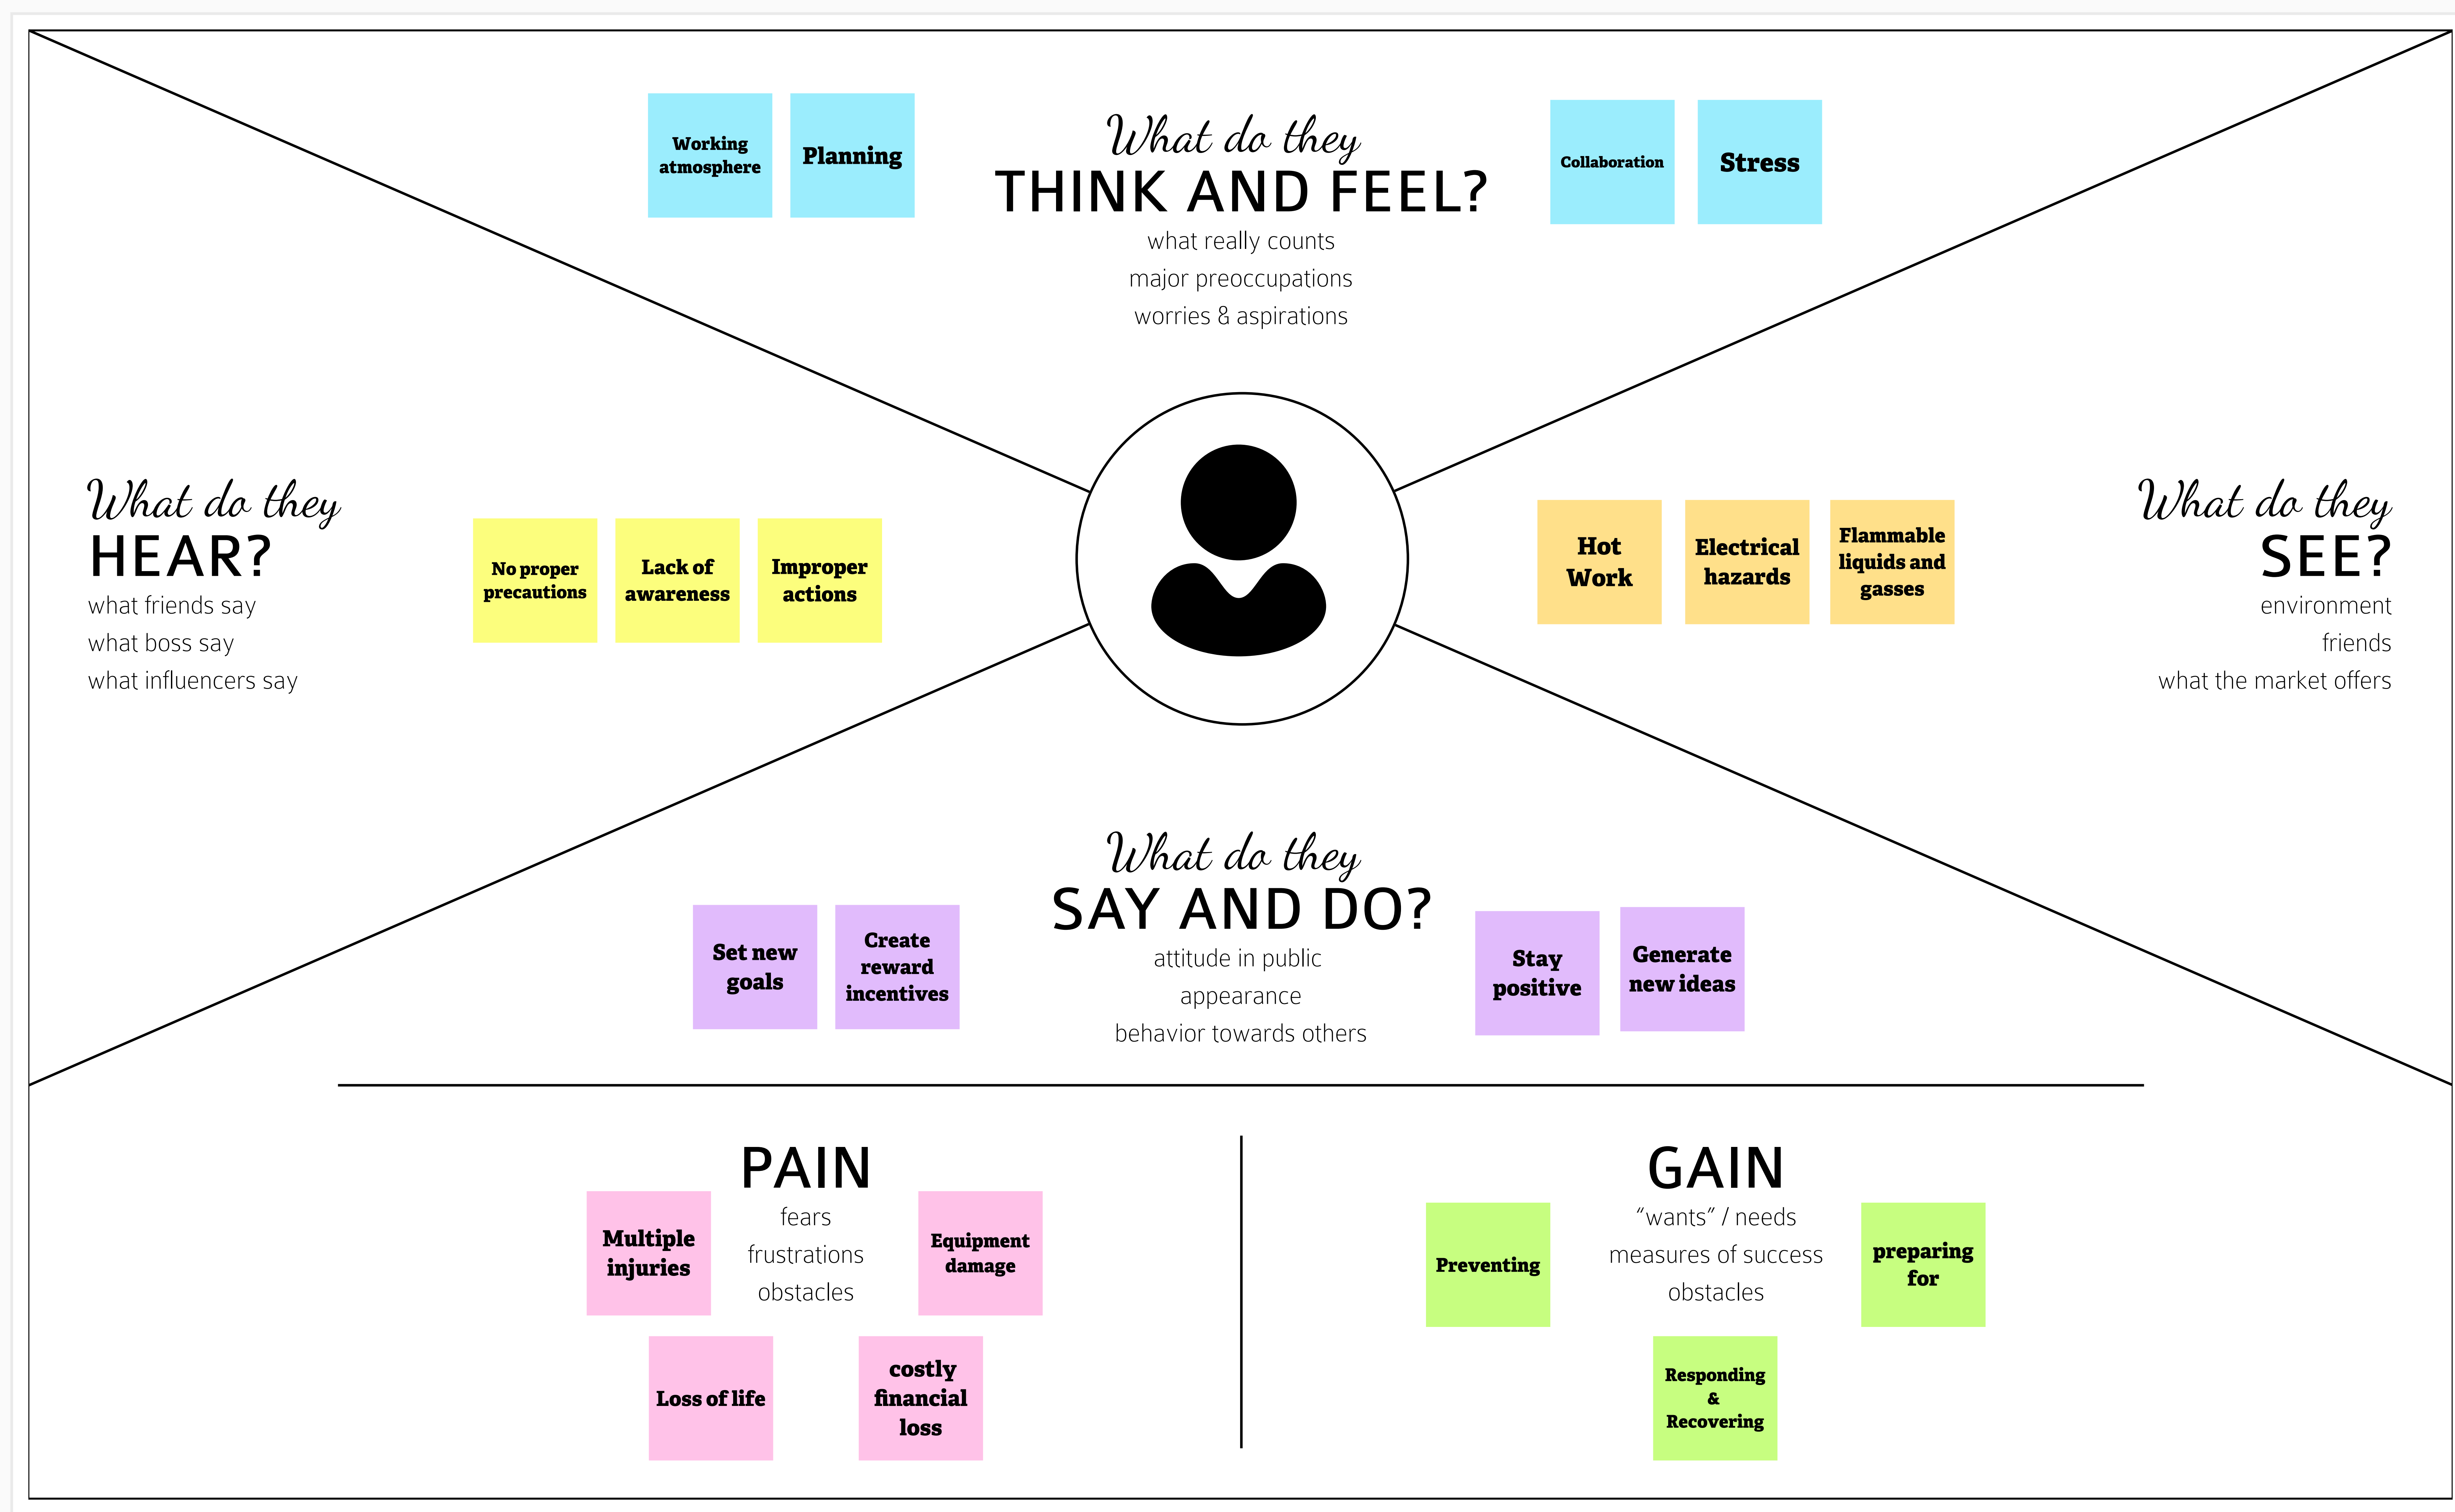 Working
atmosphere
Planning
What do they
THINK AND FEEL?
what really counts
major preoccupations
worries & aspirations
Collaboration
Stress
What do they
HEAR?
what friends say
what boss say
what influencers say
No proper
precautions
Lack of
awareness
Improper
actions
Hot
Work
Electrical
hazards
Flammable
liquids and
gasses
What do they
SEE?
environment
friends
what the market offers
What do they
SAY AND DO?
attitude in public
appearance
behavior towards others
Set new
goals
Create
reward
incentives
Stay
positive
Generate
new ideas
PAIN
fears
frustrations
obstacles
Multiple
injuries
Equipment
damage
Loss of life
costly
financial
loss
GAIN
"wants" / needs
measures of success
obstacles
Preventing
preparing
for
Responding
&
Recovering